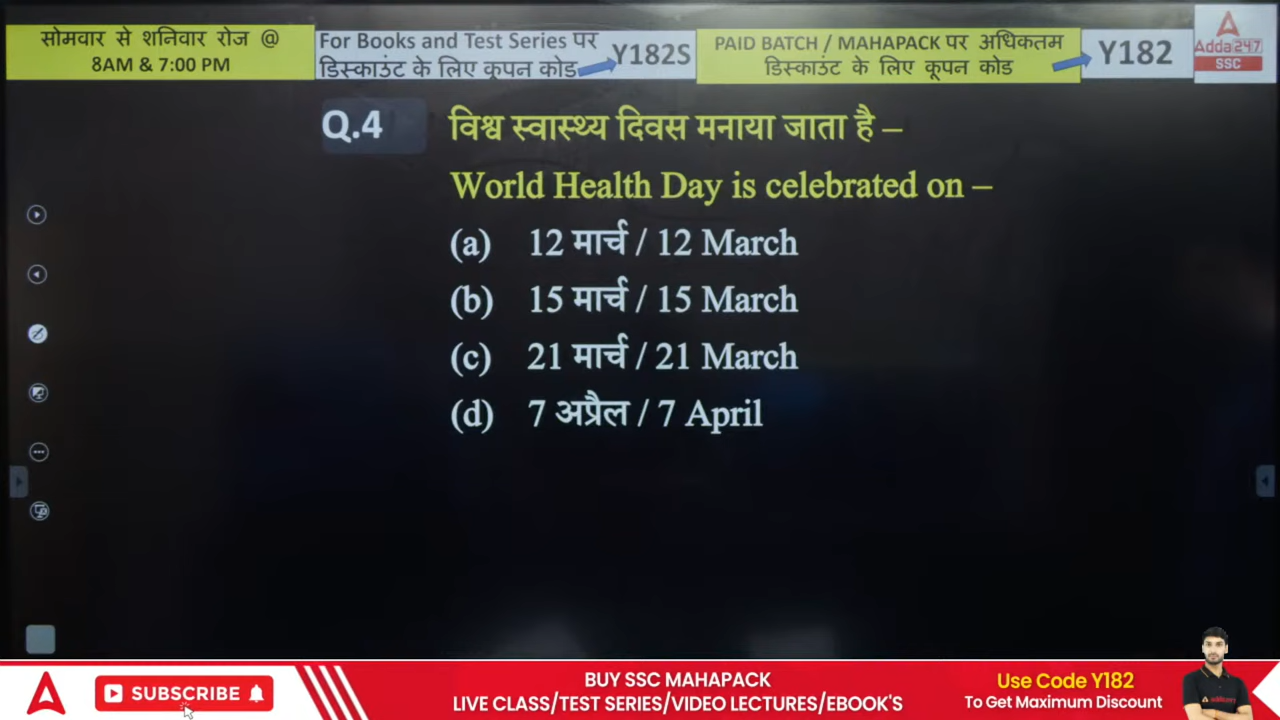 सोमवार से शनिवार रोज @
8AM & 7:00 PM
For Books and Test Series पर
डिस्काउंट के लिए कूपन कोड
Y182S
PAID BATCH / MAHAPACK पर अधिकतम
डिस्काउंट के लिए कूपन कोड
Y182
Adda247
SSC
Q.4 विश्व स्वास्थ्य दिवस मनाया जाता है –
World Health Day is celebrated on –
(a) 12 मार्च / 12 March
(b) 15 मार्च / 15 March
(c) 21 मार्च / 21 March
(d) 7 अप्रैल / 7 April
SUBSCRIBE
BUY SSC MAHAPACK
LIVE CLASS/TEST SERIES/VIDEO LECTURES/EBOOK'S
Use Code Y182
To Get Maximum Discount